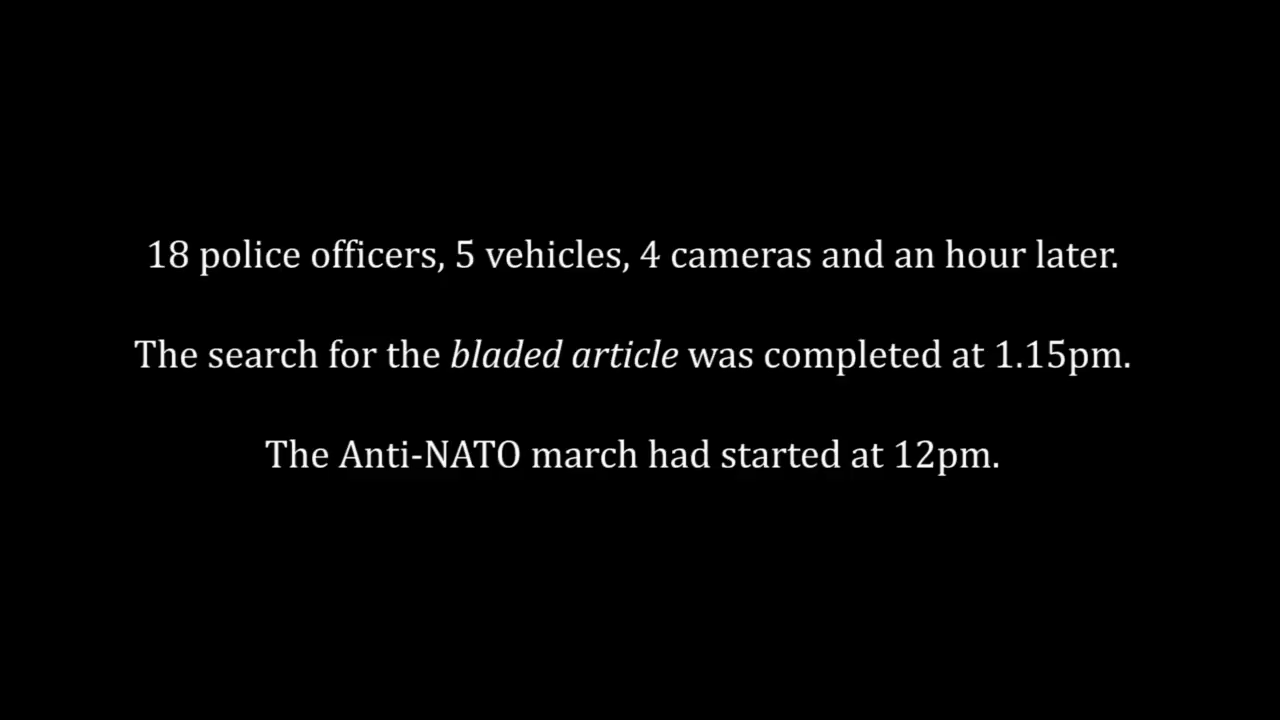 18 police officers, 5 vehicles, 4 cameras and an hour later.
The search for the bladed article was completed at 1.15pm.
The Anti-NATO march had started at 12pm.